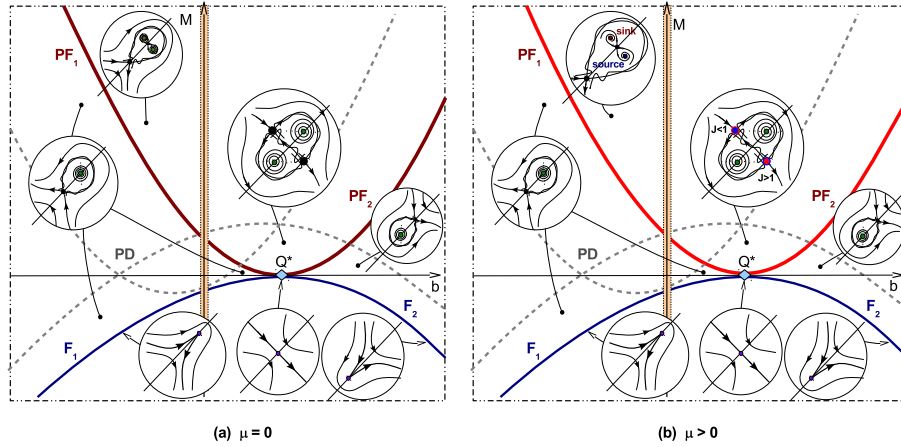 M
PF1
PF2
PD
Q*
b
F1
F2
(a) μ = 0
M
sink
source
PF1
J<1
J>1
PF2
PD
Q*
b
F1
F2
(b) μ > 0